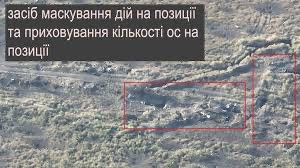 засіб маскування дій на позиції
та приховування кількості ос на
позиції